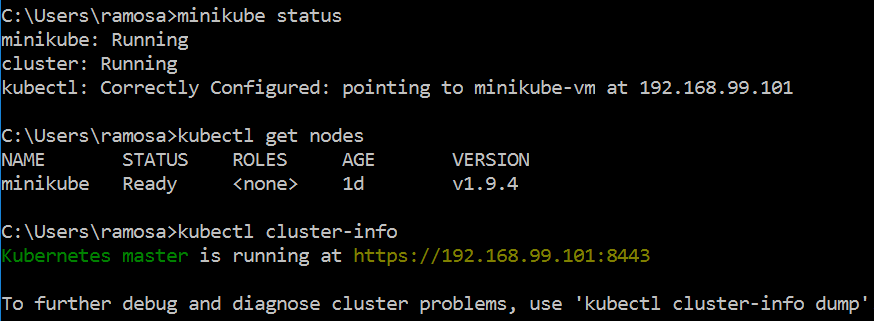 C:\Users\ramosa>minikube status
minikube: Running
cluster: Running
kubectl: Correctly Configured: pointing to minikube-vm at 192.168.99.101
C:\Users\ramosa>kubectl get nodes
NAME STATUS ROLES AGE VERSION
minikube Ready <none> 1d v1.9.4
C:\Users\ramosa>kubectl cluster-info
Kubernetes master is running at https://192.168.99.101:8443
To further debug and diagnose cluster problems, use 'kubectl cluster-info dump'